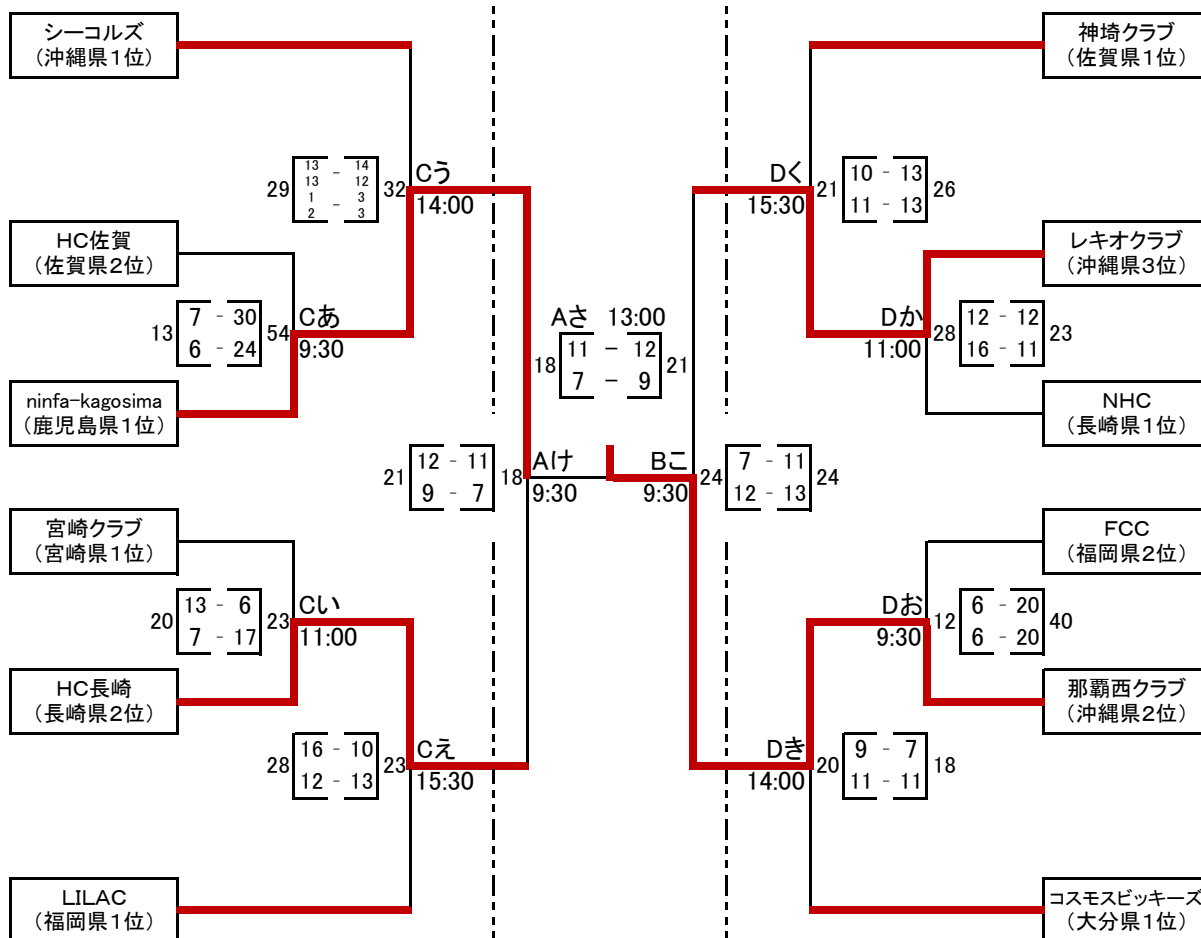 シーコルズ
（沖縄県１位）
神埼クラブ
（佐賀県１位）
29
13 - 14
13 12
1 3
2 - 3
32
Cう
14:00
Dく
15:30
21
10 - 13
11 - 13
26
HC佐賀
（佐賀県２位）
レキオクラブ
（沖縄県３位）
13
7 - 30
6 - 24
54
Cあ
9:30
Aさ 13:00
18
11 － 12
7 － 9
21
Dか
11:00
28
12 - 12
16 - 11
23
ninfa-kagosima
（鹿児島県１位）
NHC
（長崎県１位）
21
12 - 11
9 - 7
18
Aけ
9:30
Bこ
9:30
24
7 - 11
12 - 13
24
宮崎クラブ
（宮崎県１位）
FCC
（福岡県２位）
20
13 - 6
7 - 17
23
Cい
11:00
Dお
9:30
12
6 - 20
6 - 20
40
HC長崎
（長崎県２位）
那覇西クラブ
（沖縄県２位）
28
16 - 10
12 - 13
23
Cえ
15:30
Dき
14:00
20
9 - 7
11 - 11
18
LILAC
（福岡県１位）
コスモスビッキーズ
（大分県１位）